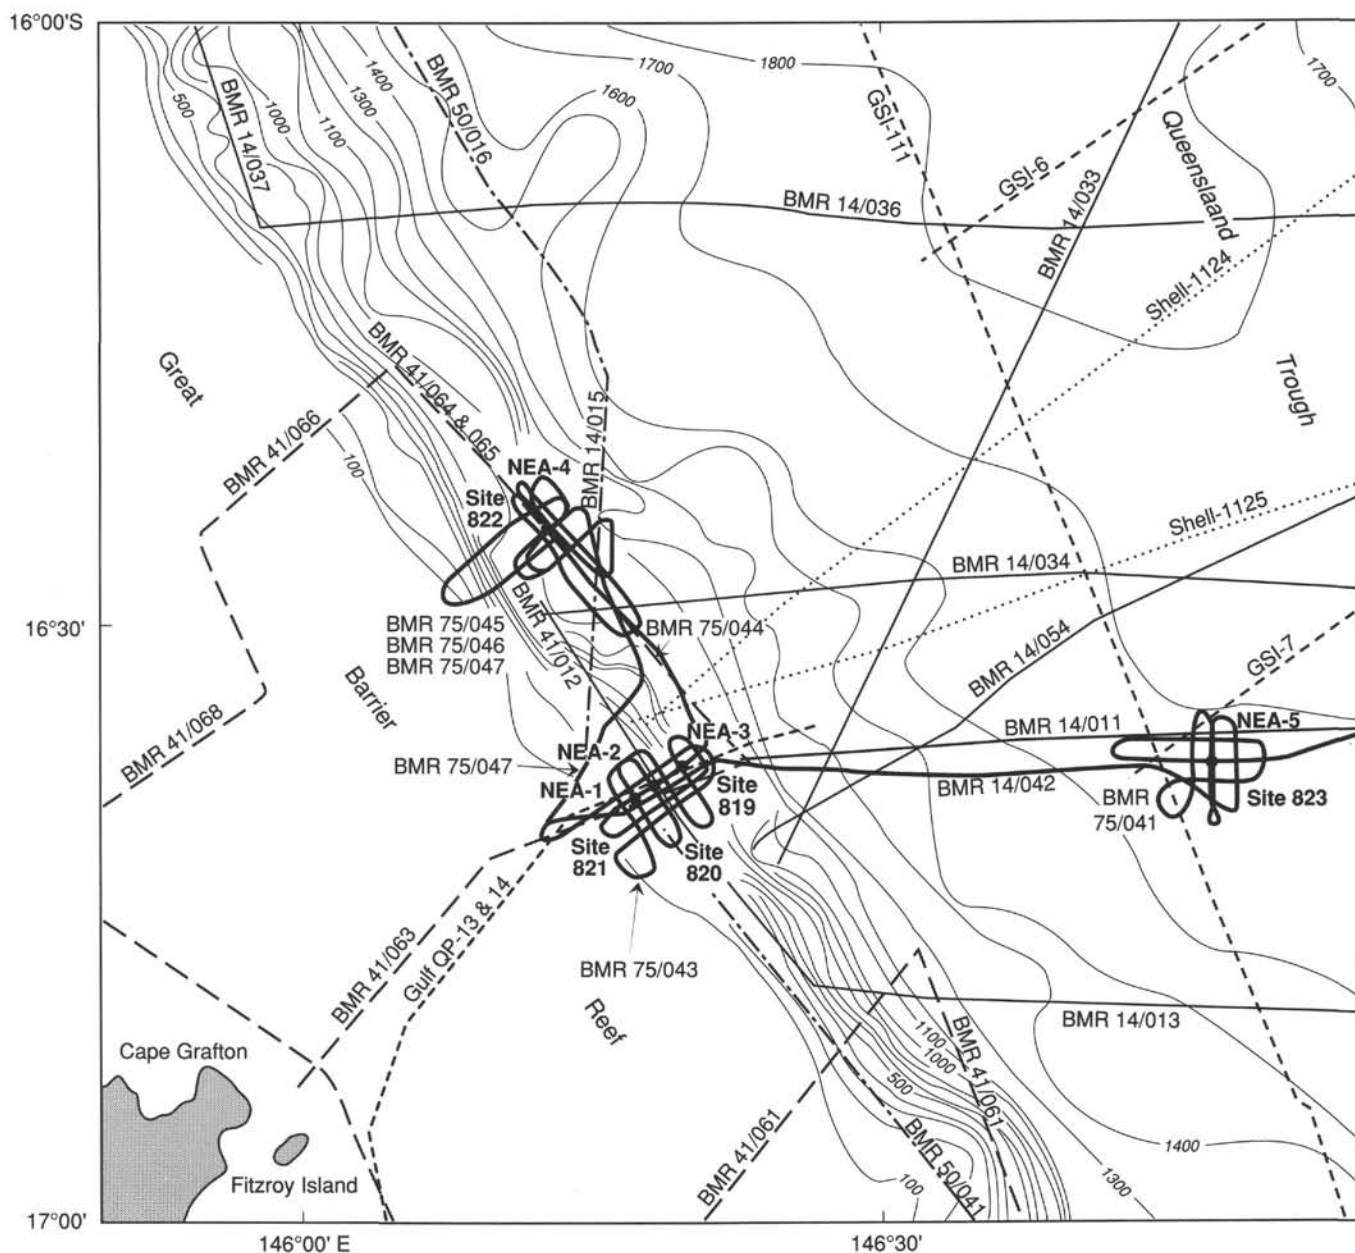 16°00'S
500
BMR 14/037
1000
1100
1300
1400
BMR 50/016
1600
1700
1800
GSI-111
GSI-6
Queenslaand
1700
BMR 14/036
BMR 14/033
Shell-1124
Great
BMR 41/064 & 065
Trough
BMR 41/066
100
BMR 14/015
NEA-4
Site
822
Shell-1125
BMR 14/034
16°30'
BMR 75/045
BMR 75/046
BMR 75/047
BMR 41/012
BMR 75/044
BMR 14/054
GSI-7
Barrier
BMR 41/068
BMR 14/011
NEA-5
NEA-3
NEA-2
BMR 75/047
NEA-1
BMR 14/042
BMR
75/041
Site 823
Site
819
Site
820
Site
821
BMR 41/063
Gulf QP-13 & 14
BMR 75/043
Reef
BMR 14/013
1100
1000
500
BMR 41/061
Cape Grafton
BMR 41/061
BMR 50/041
100
1400
1300
Fitzroy Island
17°00'
146°00' E
146°30'